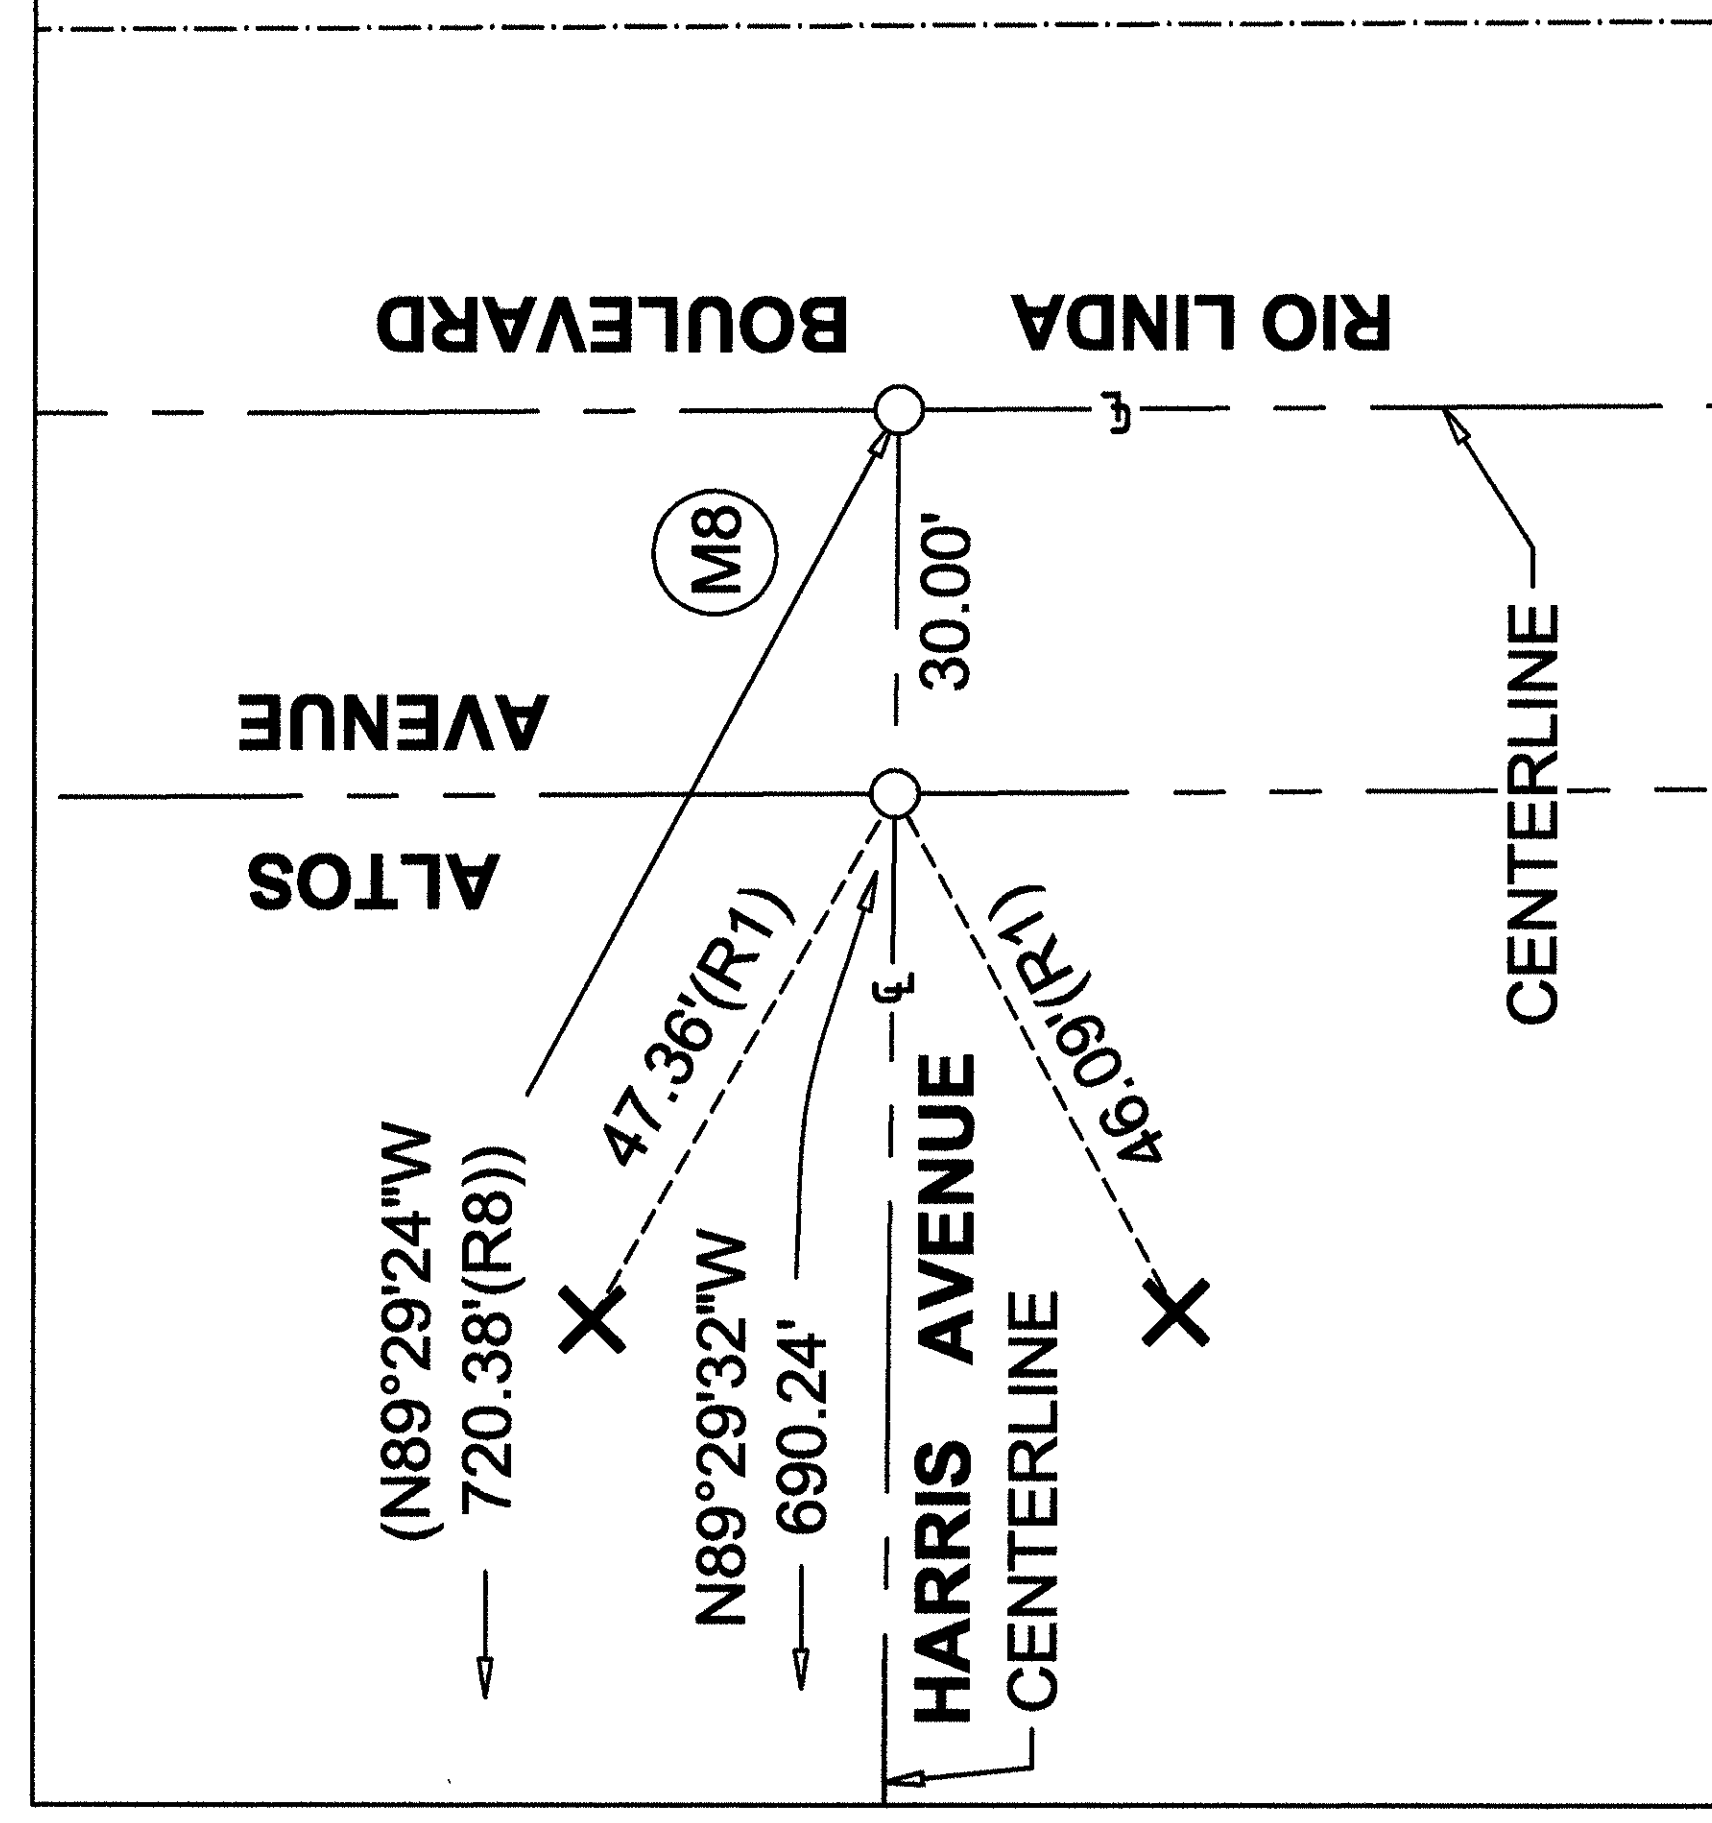 (N89°29'24"W
720.38'(R8))
N89°29'32"W
690.24'
47.36'(R1)
46.09'(R1)
HARRIS AVENUE
CENTERLINE
ALTOS
AVENUE
M8
30.00'
RIO LINDA
BOULEVARD
CENTERLINE
℄
℄